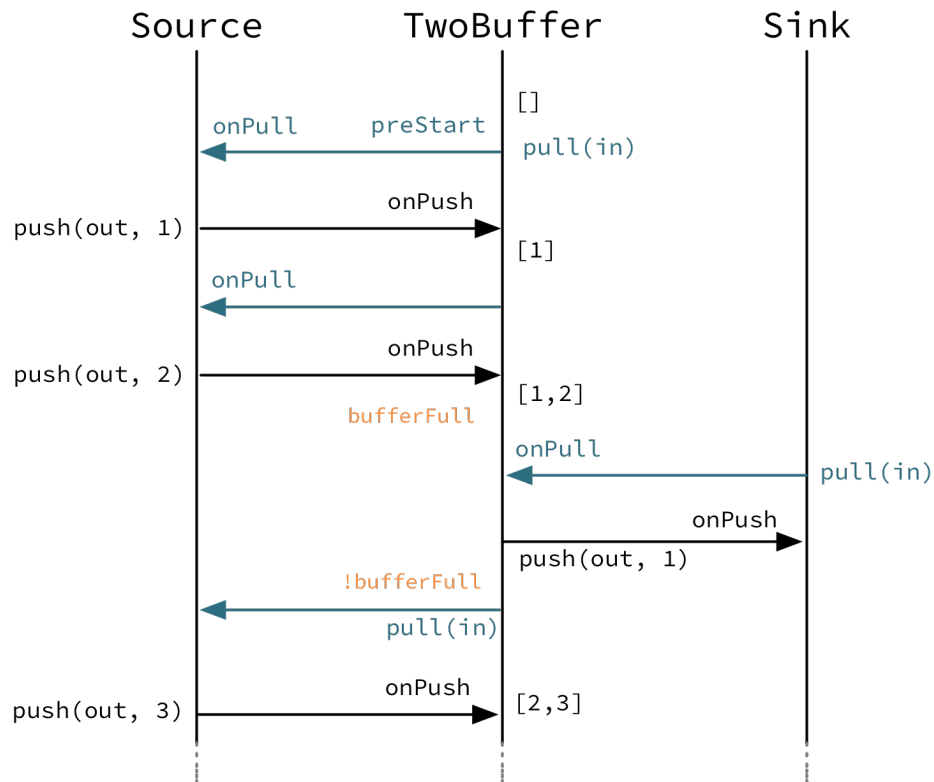 Source TwoBuffer Sink
[]
onPull preStart
pull(in)
onPush
push(out, 1)
[1]
onPull
onPush
push(out, 2)
[1,2]
bufferFull
onPull
pull(in)
onPush
push(out, 1)
!bufferFull
pull(in)
onPush
[2,3]
push(out, 3)